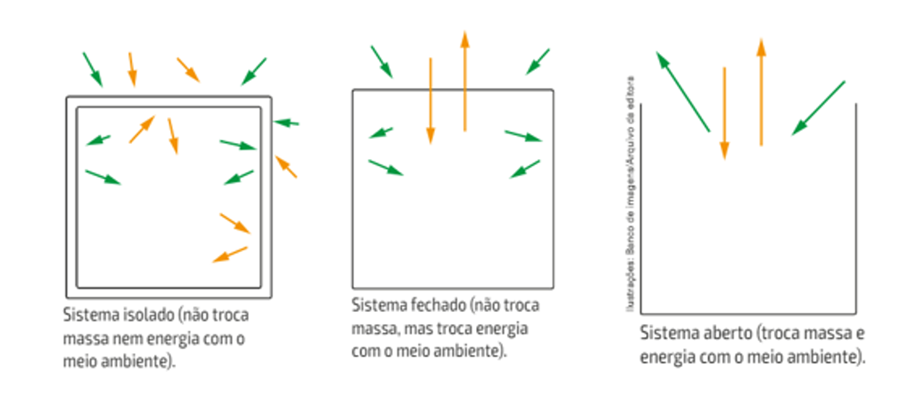 Sistema isolado (não troca
massa nem energia com o
meio ambiente).
Sistema fechado (não troca
massa, mas troca energia
com o meio ambiente).
Ilustrações: Banco de imagens/Arquivo da editora
Sistema aberto (troca massa e
energia com o meio ambiente).